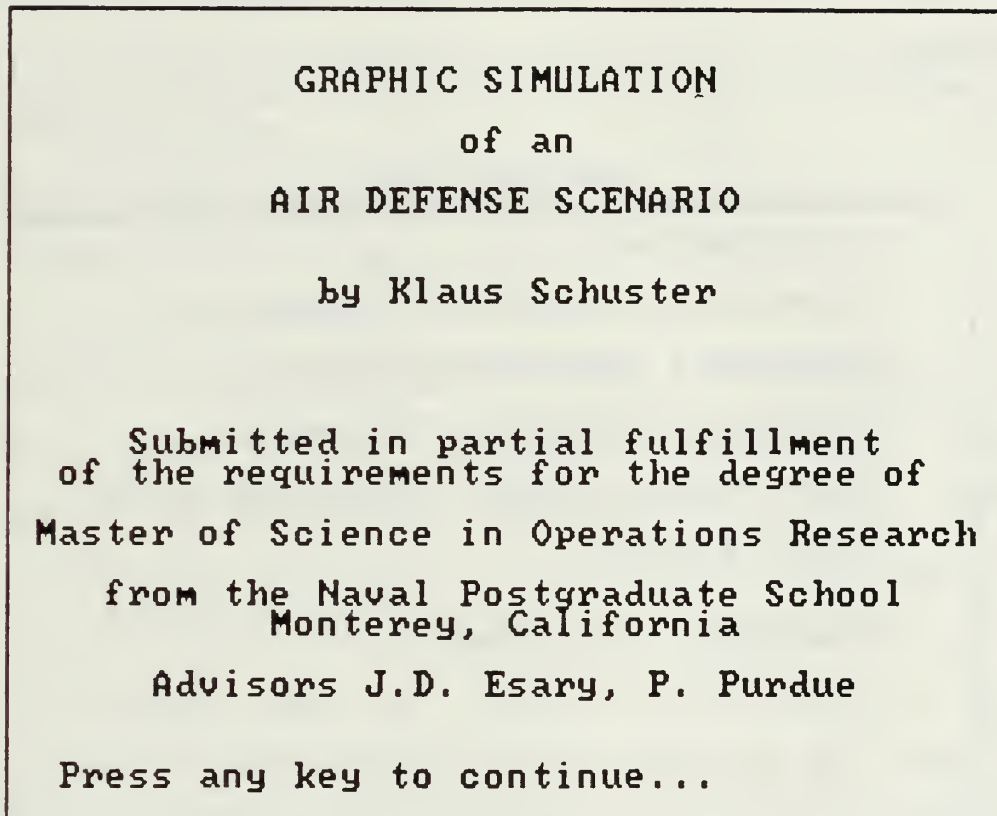 GRAPHIC SIMULATION
of an
AIR DEFENSE SCENARIO
by Klaus Schuster
Submitted in partial fulfillment
of the requirements for the degree of
Master of Science in Operations Research
from the Naval Postgraduate School
Monterey, California
Advisors J.D. Esary, P. Purdue
Press any key to continue...